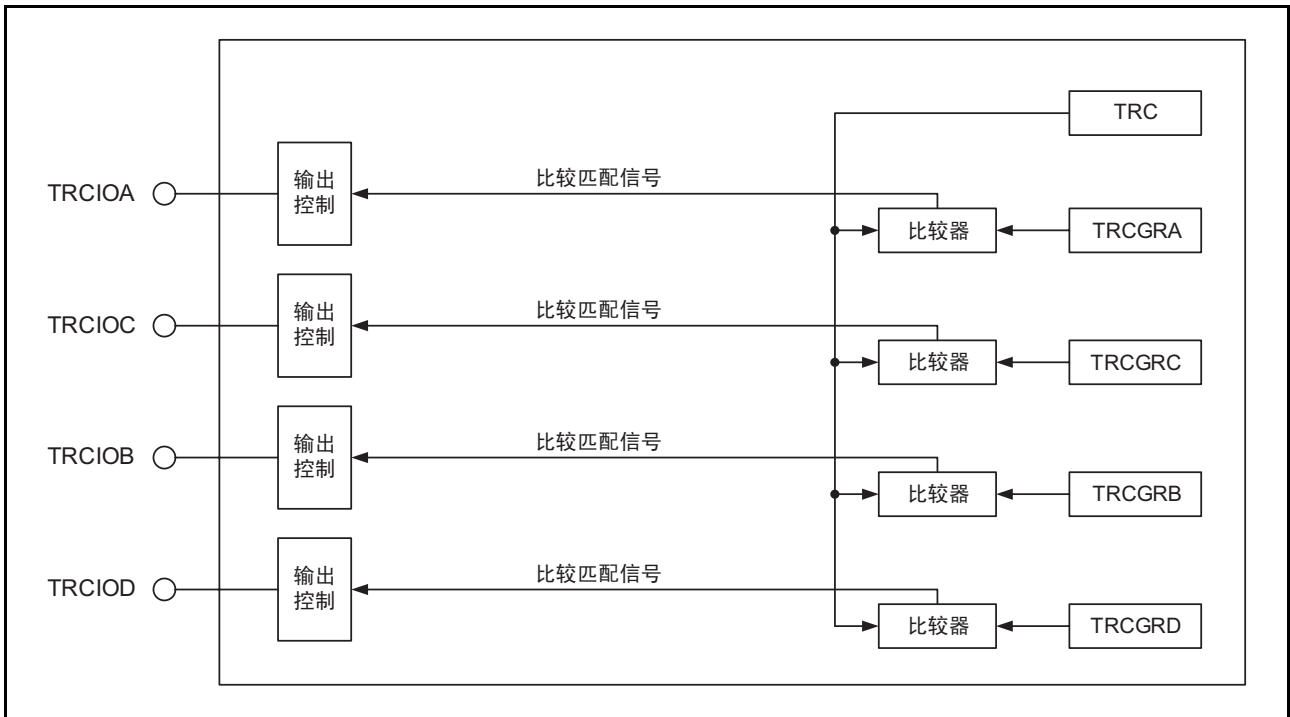 TRC
TRCIOA
输出
控制
比较匹配信号
比较器
TRCGRA
TRCIOC
输出
控制
比较匹配信号
比较器
TRCGRC
TRCIOB
输出
控制
比较匹配信号
比较器
TRCGRB
TRCIOD
输出
控制
比较匹配信号
比较器
TRCGRD